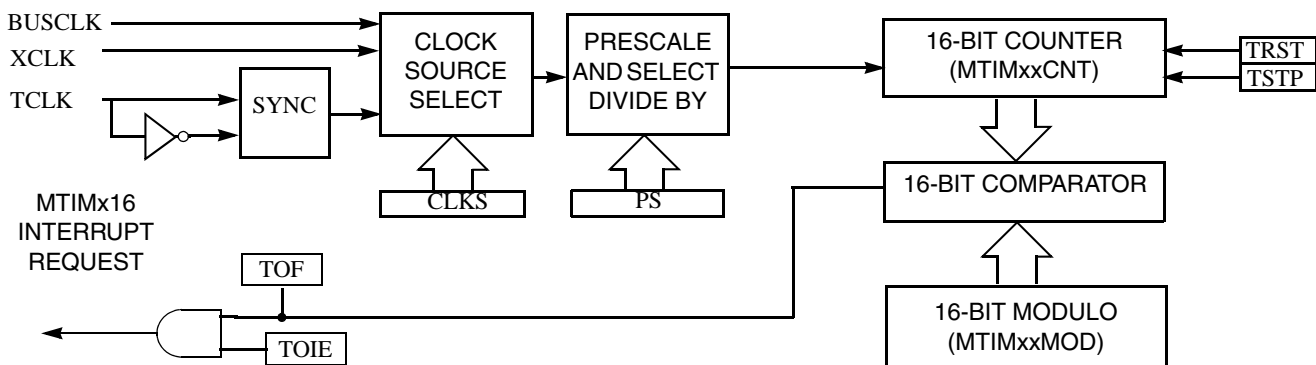 BUSCLK
XCLK
TCLK
SYNC
CLOCK
SOURCE
SELECT
CLKS
PRESCALE
AND SELECT
DIVIDE BY
PS
16-BIT COUNTER
(MTIMxxCNT)
TRST
TSTP
16-BIT COMPARATOR
16-BIT MODULO
(MTIMxxMOD)
MTIMx16
INTERRUPT
REQUEST
TOF
TOIE